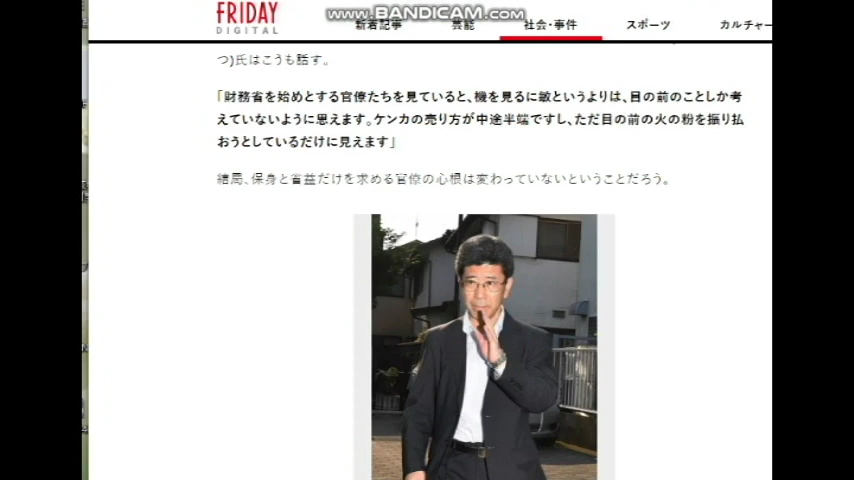 FRIDAY
DIGITAL
www.BANDICAM.com
新着記事
芸能
社会・事件
スポーツ
カルチャー
つ)氏はこうも話す。
「財務省を始めとする官僚たちを見ていると、機を見るに敏というよりは、目の前のことしか考
えていないように思えます。ケンカの売り方が中途半端ですし、ただ目の前の火の粉を振り払
おうとしているだけに見えます」
結局、保身と省益だけを求める官僚の心根は変わっていないということだろう。